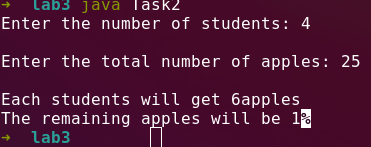 → lab3 java Task2
Enter the number of students: 4
Enter the total number of apples: 25
Each students will get 6apples
The remaining apples will be 1%
→ lab3